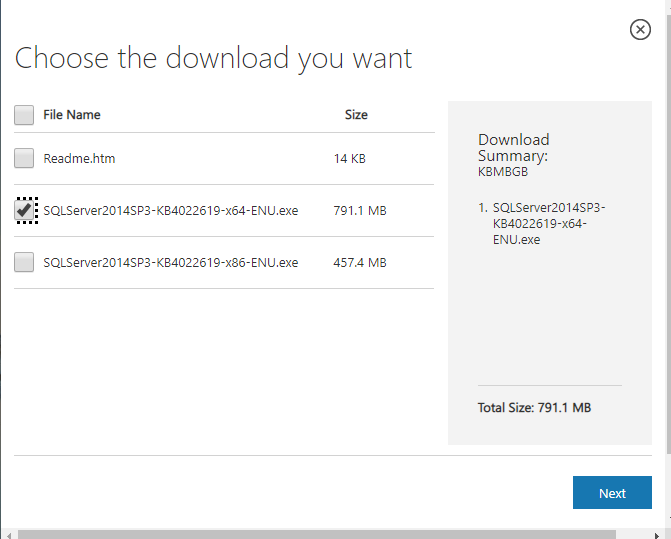 Choose the download you want
File Name Size
Readme.htm 14 KB
SQLServer2014SP3-KB4022619-x64-ENU.exe 791.1 MB
SQLServer2014SP3-KB4022619-x86-ENU.exe 457.4 MB
Download
Summary:
KBMBGB
1. SQLServer2014SP3-
KB4022619-x64-
ENU.exe
Total Size: 791.1 MB
Next